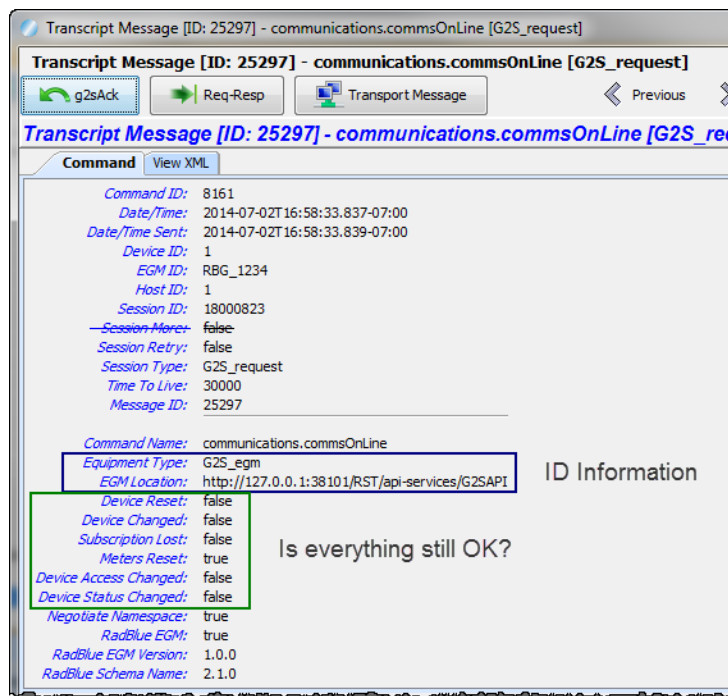 Transcript Message [ID: 25297] - communications.commsOnLine [G2S_request]
Transcript Message [ID: 25297] - communications.commsOnLine [G2S_request]
g2sAck Req-Resp Transport Message Previous
Transcript Message [ID: 25297] - communications.commsOnLine [G2S_re
Command View XML
Command ID: 8161
Date/Time: 2014-07-02T16:58:33.837-07:00
Date/Time Sent: 2014-07-02T16:58:33.839-07:00
Device ID: 1
EGM ID: RBG_1234
Host ID: 1
Session ID: 18000823
Session More: false
Session Retry: false
Session Type: G2S_request
Time To Live: 30000
Message ID: 25297
Command Name: communications.commsOnLine
Equipment Type: G2S_egm
EGM Location: http://127.0.0.1:38101/RST/api-services/G2SAPI
ID Information
Device Reset: false
Device Changed: false
Subscription Lost: false
Meters Reset: true
Device Access Changed: false
Device Status Changed: false
Is everything still OK?
Negotiate Namespace: true
RadBlue EGM: true
RadBlue EGM Version: 1.0.0
RadBlue Schema Name: 2.1.0